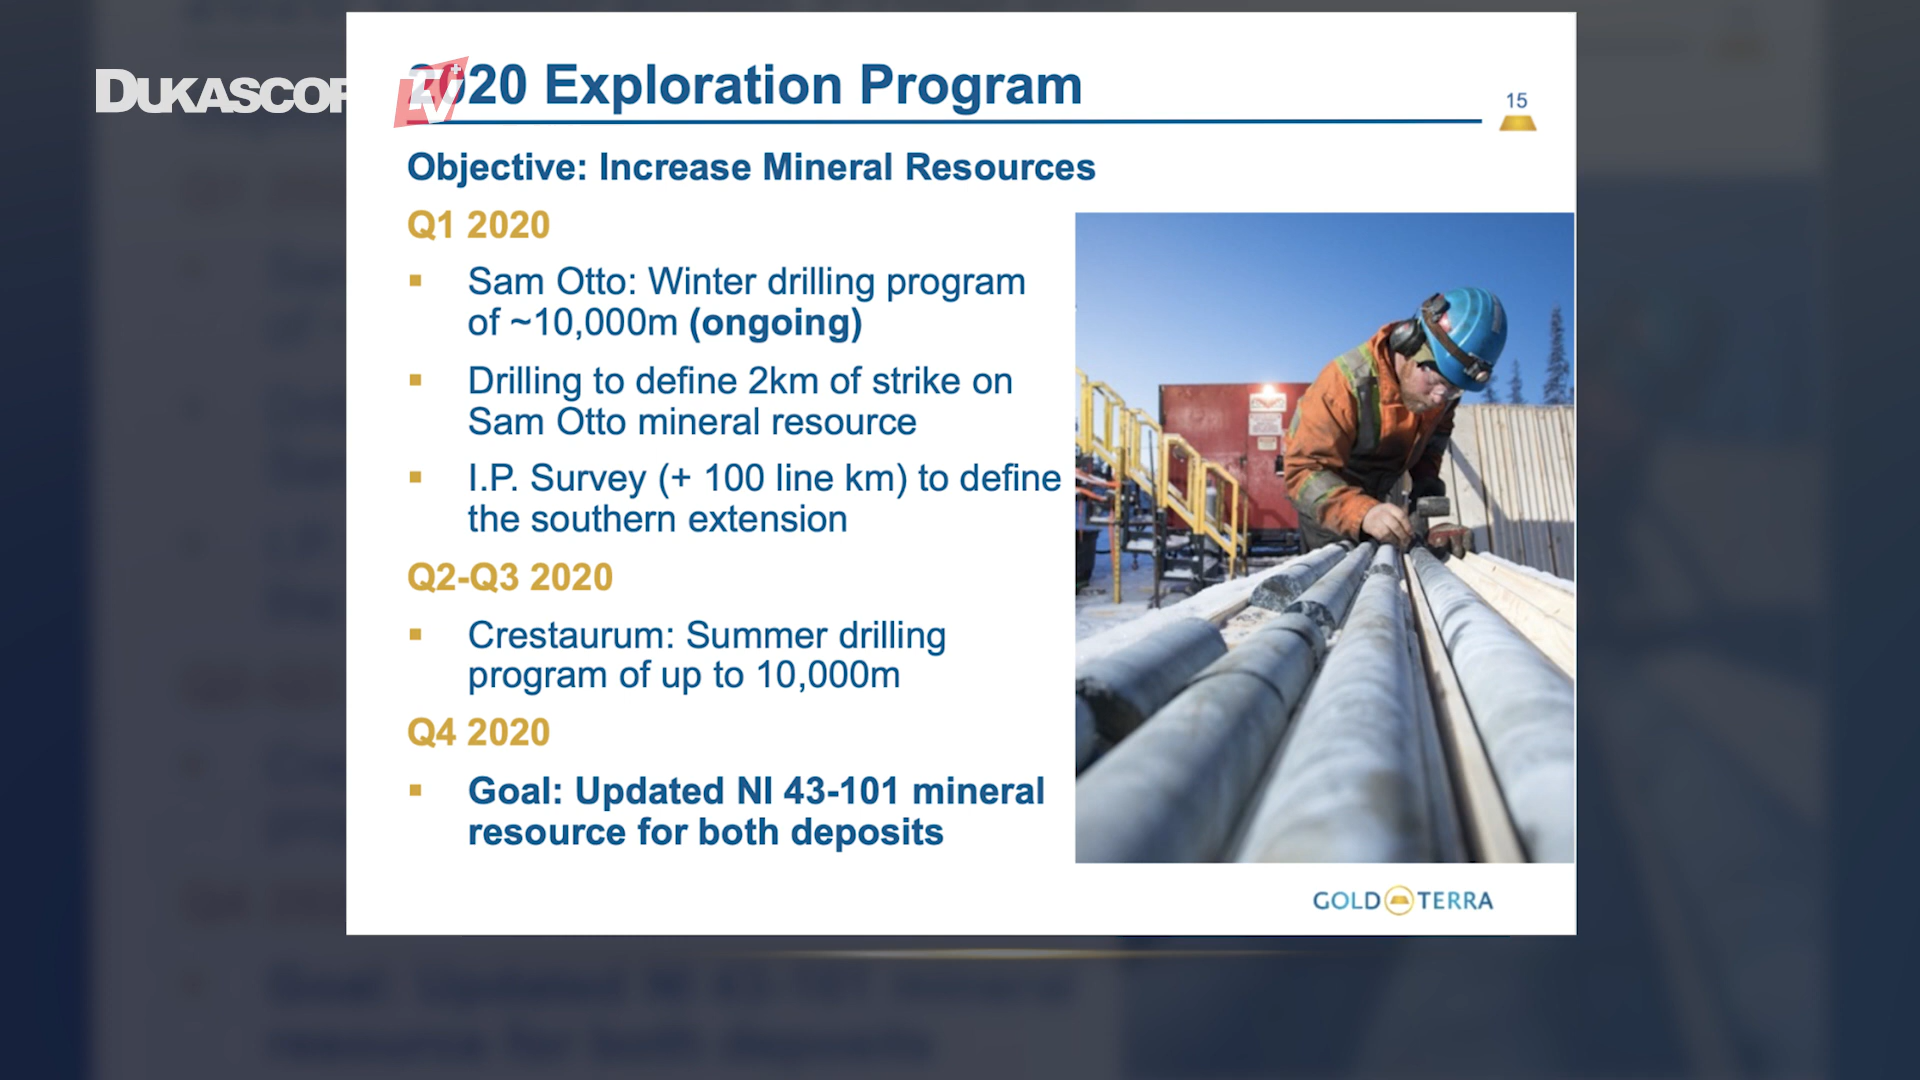 DUKASCOP TV+
2020 Exploration Program
15
Objective: Increase Mineral Resources
Q1 2020
▪ Sam Otto: Winter drilling program
of ~10,000m (ongoing)
▪ Drilling to define 2km of strike on
Sam Otto mineral resource
▪ I.P. Survey (+ 100 line km) to define
the southern extension
Q2-Q3 2020
▪ Crestaurum: Summer drilling
program of up to 10,000m
Q4 2020
▪ Goal: Updated NI 43-101 mineral
resource for both deposits
GOLD TERRA